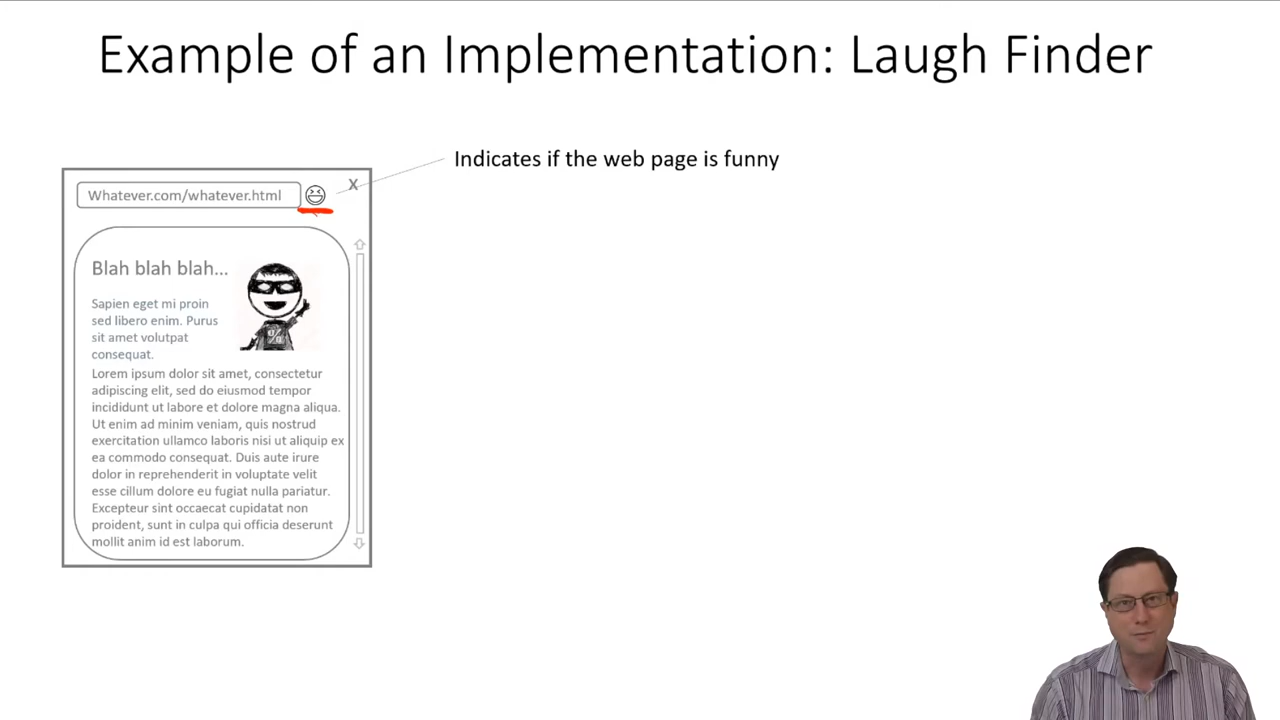 Example of an Implementation: Laugh Finder
Indicates if the web page is funny
Whatever.com/whatever.html
X
Blah blah blah...
Sapien eget mi proin
sed libero enim. Purus
sit amet volutpat
consequat.
Lorem ipsum dolor sit amet, consectetur
adipiscing elit, sed do eiusmod tempor
incididunt ut labore et dolore magna aliqua.
Ut enim ad minim veniam, quis nostrud
exercitation ullamco laboris nisi ut aliquip ex
ea commodo consequat. Duis aute irure
dolor in reprehenderit in voluptate velit
esse cillum dolore eu fugiat nulla pariatur.
Excepteur sint occaecat cupidatat non
proident, sunt in culpa qui officia deserunt
mollit anim id est laborum.